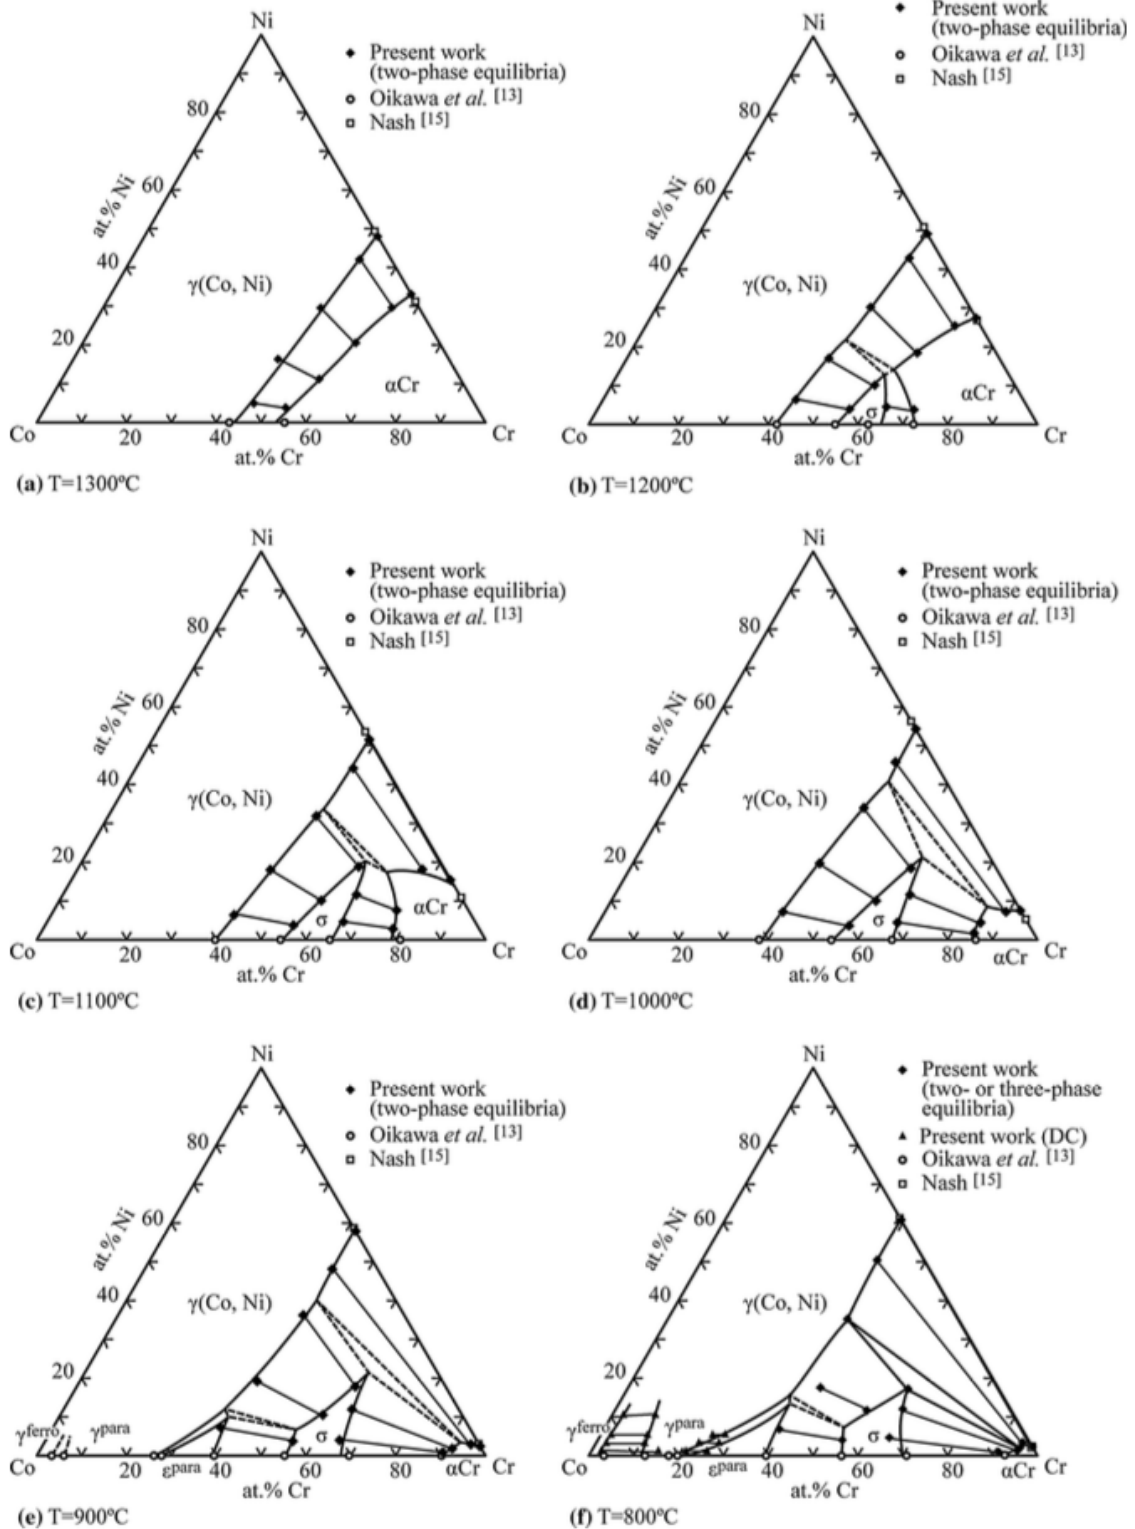 Ni
Present work
(two-phase equilibria)
Oikawa et al. [13]
Nash [15]
80
60
at.% Ni
40
γ(Co, Ni)
20
αCr
Co
20
40
60
80
Cr
at.% Cr
(a) T=1300ºC
Ni
Present work
(two-phase equilibria)
Oikawa et al. [13]
Nash [15]
80
60
at.% Ni
40
γ(Co, Ni)
20
αCr
σ
Co
20
40
60
80
Cr
at.% Cr
(b) T=1200ºC
Ni
Present work
(two-phase equilibria)
Oikawa et al. [13]
Nash [15]
80
60
at.% Ni
40
γ(Co, Ni)
20
αCr
σ
Co
20
40
60
80
Cr
at.% Cr
(c) T=1100ºC
Ni
Present work
(two-phase equilibria)
Oikawa et al. [13]
Nash [15]
80
60
at.% Ni
40
γ(Co, Ni)
20
σ
Co
20
40
60
80
αCr
Cr
at.% Cr
(d) T=1000ºC
Ni
Present work
(two-phase equilibria)
Oikawa et al. [13]
Nash [15]
80
60
at.% Ni
40
γ(Co, Ni)
20
γferro
γpara
σ
Co
20
εpara
40
60
80
αCr
Cr
at.% Cr
(e) T=900ºC
Ni
Present work
(two- or three-phase
equilibria)
Present work (DC)
Oikawa et al. [13]
Nash [15]
80
60
at.% Ni
40
γ(Co, Ni)
20
γferro
γpara
σ
Co
20
εpara
40
60
80
αCr
Cr
at.% Cr
(f) T=800ºC